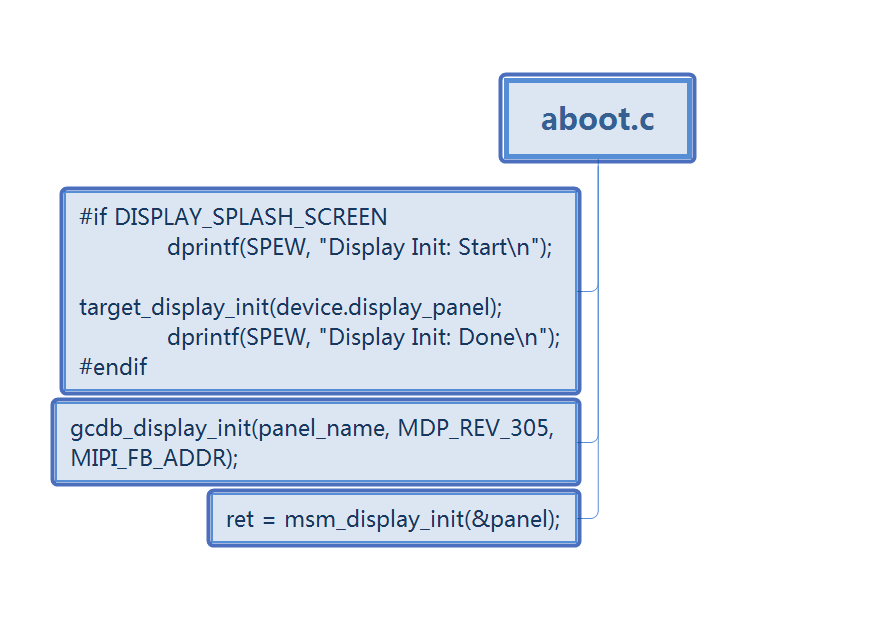 aboot.c
#if DISPLAY_SPLASH_SCREEN
dprintf(SPEW, "Display Init: Start\n");
target_display_init(device.display_panel);
dprintf(SPEW, "Display Init: Done\n");
#endif
gcdb_display_init(panel_name, MDP_REV_305,
MIPI_FB_ADDR);
ret = msm_display_init(&panel);